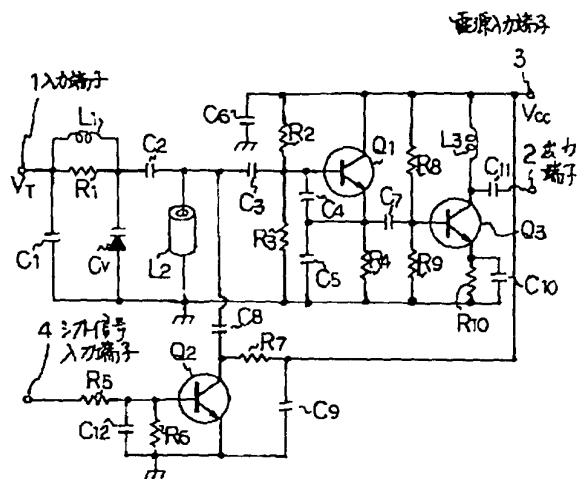 電源入力端子
3
Vcc
1入力端子
L1
R1
VT
C1
Cv
C2
L2
C3
C6
R2
R3
Q1
C4
C5
R4
C7
R8
R9
L3
C11
2出力
端子
Q3
C10
R10
C8
4シフト信号
入力端子
Q2
R7
R5
C12
R6
C9